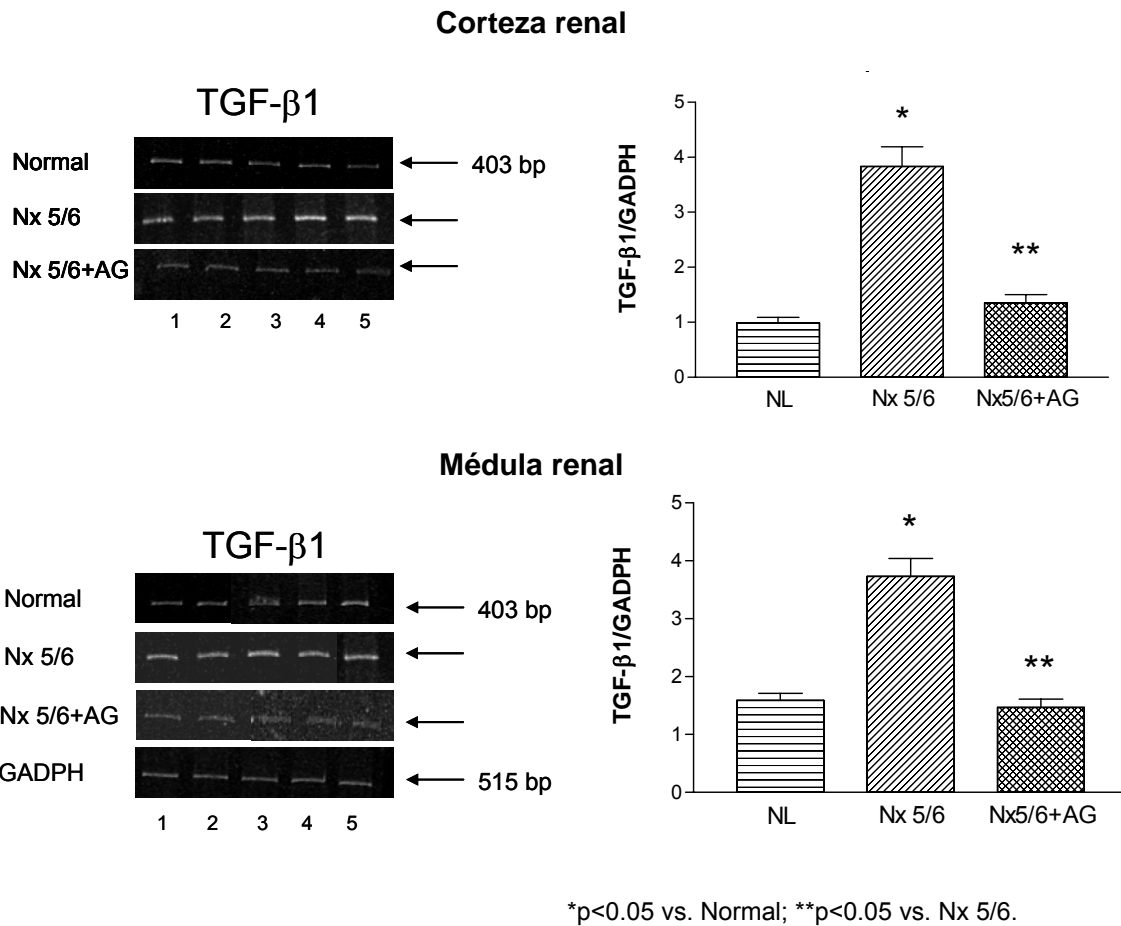 Corteza renal
TGF-β1
Normal
403 bp
Nx 5/6
Nx 5/6+AG
1 2 3 4 5
TGF-β1/GADPH
5
4
3
2
1
0
*
**
NL Nx 5/6 Nx5/6+AG
Médula renal
TGF-β1
Normal
403 bp
Nx 5/6
Nx 5/6+AG
GADPH
515 bp
1 2 3 4 5
TGF-β1/GADPH
5
4
3
2
1
0
*
**
NL Nx 5/6 Nx5/6+AG
*p<0.05 vs. Normal; **p<0.05 vs. Nx 5/6.